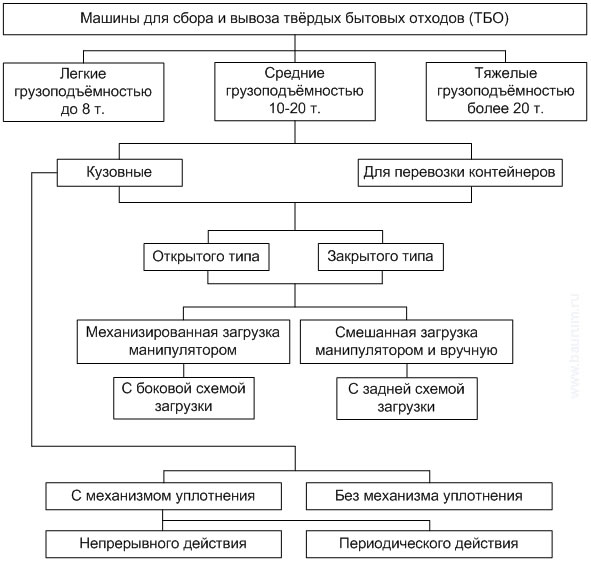 Машины для сбора и вывоза твёрдых бытовых отходов (ТБО)
Легкие
грузоподъёмностью
до 8 т.
Средние
грузоподъёмностью
10-20 т.
Тяжелые
грузоподъёмностью
более 20 т.
Кузовные
Для перевозки контейнеров
Открытого типа
Закрытого типа
Механизированная загрузка
манипулятором
Смешанная загрузка
манипулятором и вручную
С боковой схемой
загрузки
С задней схемой
загрузки
С механизмом уплотнения
Без механизма уплотнения
Непрерывного действия
Периодического действия
www.baurum.ru